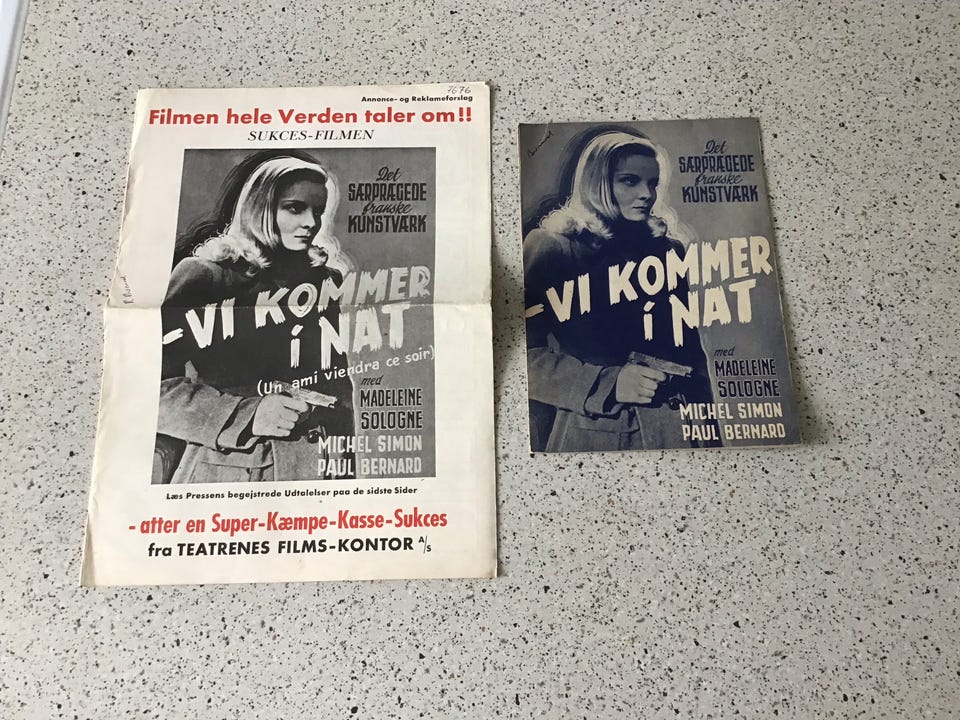 7676
Annonce- og Reklameforslag
Filmen hele Verden taler om!!
SUKCES-FILMEN
Det
SÆRPRÆGEDE
franske
KUNSTVÆRK
-VI KOMMER
i NAT
(Un ami viendra ce soir)
med
MADELEINE
SOLOGNE
MICHEL SIMON
PAUL BERNARD
Læs Pressens begejstrede Udtalelser paa de sidste Sider
- atter en Super-Kæmpe-Kasse-Sukces
fra TEATRENES FILMS-KONTOR A/S
Det
SÆRPRÆGEDE
franske
KUNSTVÆRK
-VI KOMMER
i NAT
med
MADELEINE
SOLOGNE
MICHEL SIMON
PAUL BERNARD